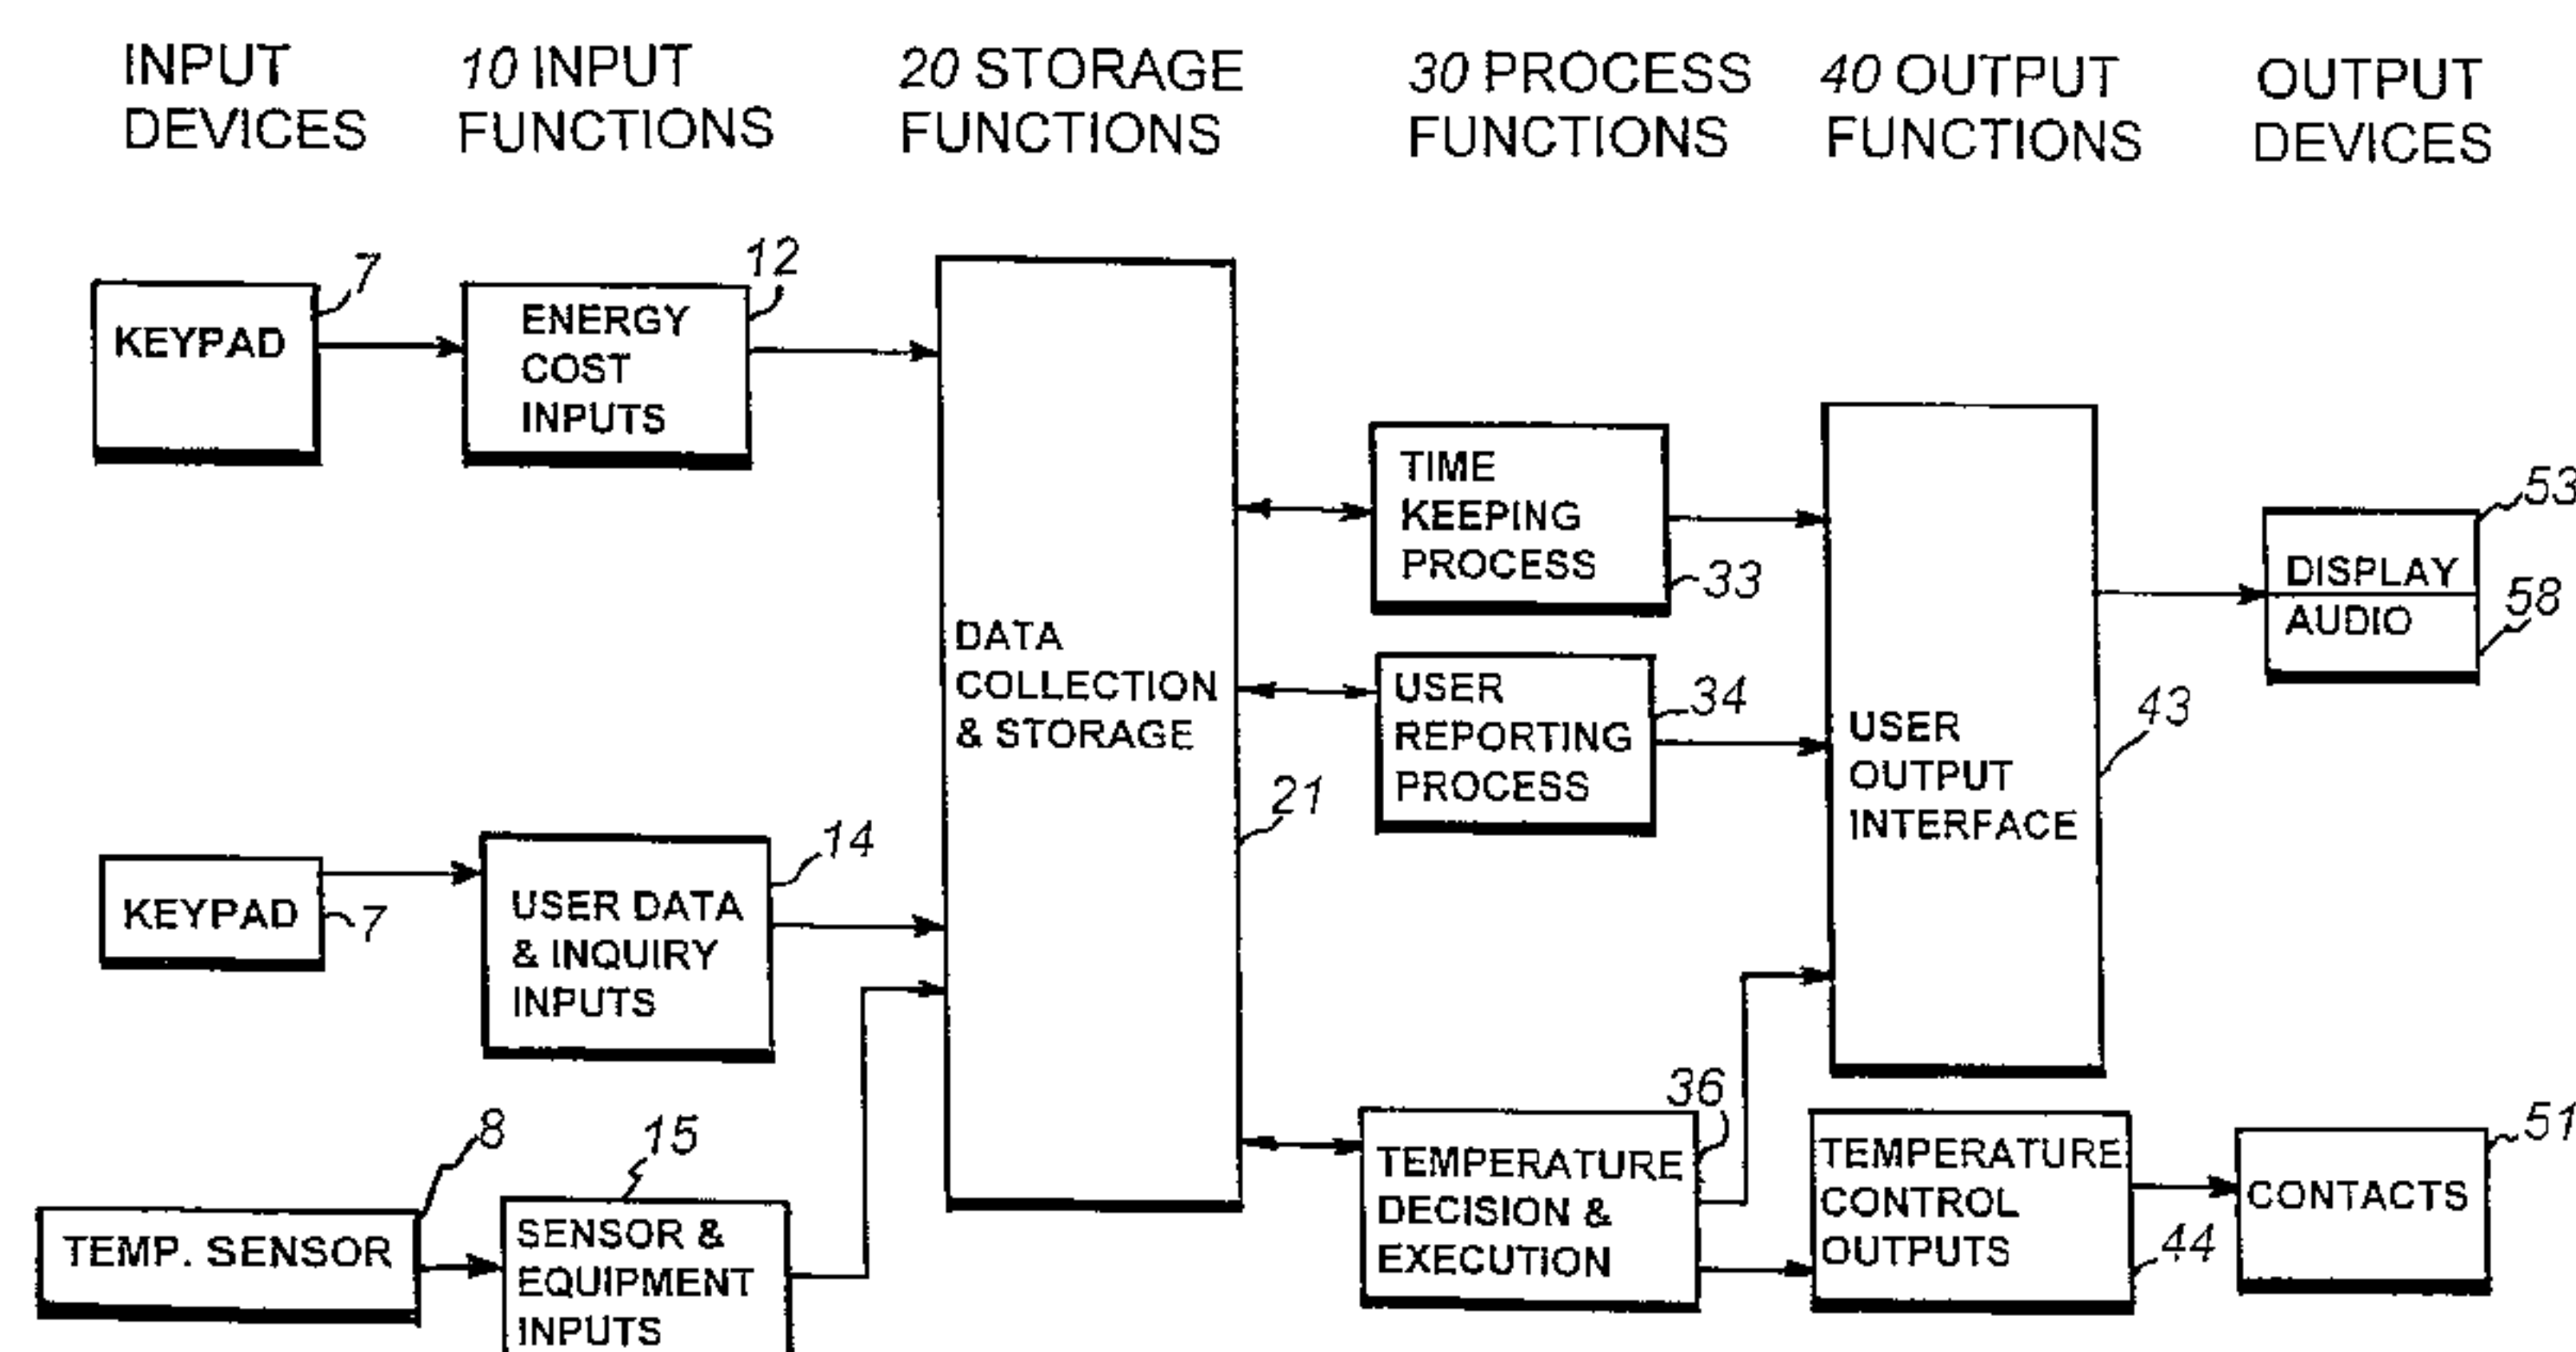 INPUT
DEVICES
10 INPUT
FUNCTIONS
20 STORAGE
FUNCTIONS
30 PROCESS
FUNCTIONS
40 OUTPUT
FUNCTIONS
OUTPUT
DEVICES
KEYPAD
7
ENERGY
COST
INPUTS
12
KEYPAD
7
USER DATA
& INQUIRY
INPUTS
14
TEMP. SENSOR
8
SENSOR &
EQUIPMENT
INPUTS
15
DATA
COLLECTION
& STORAGE
21
TIME
KEEPING
PROCESS
33
USER
REPORTING
PROCESS
34
TEMPERATURE
DECISION &
EXECUTION
36
USER
OUTPUT
INTERFACE
43
TEMPERATURE
CONTROL
OUTPUTS
44
DISPLAY
53
AUDIO
58
CONTACTS
51